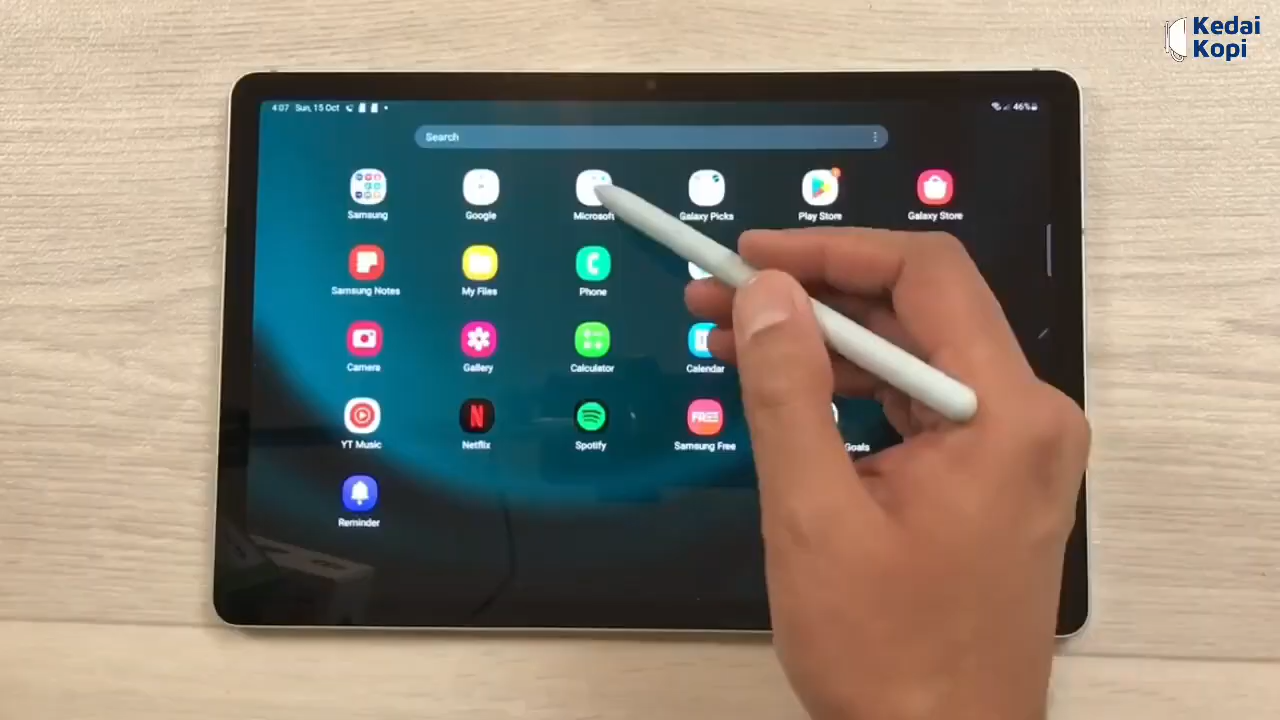 Kedai
Kopi
4:07 Sun, 15 Oct
46%
Search
Samsung
Google
Microsoft
Galaxy Picks
Play Store
Galaxy Store
Samsung Notes
My Files
Phone
Camera
Gallery
Calculator
Calendar
YT Music
Netflix
Spotify
FREE
Samsung Free
Goals
Reminder